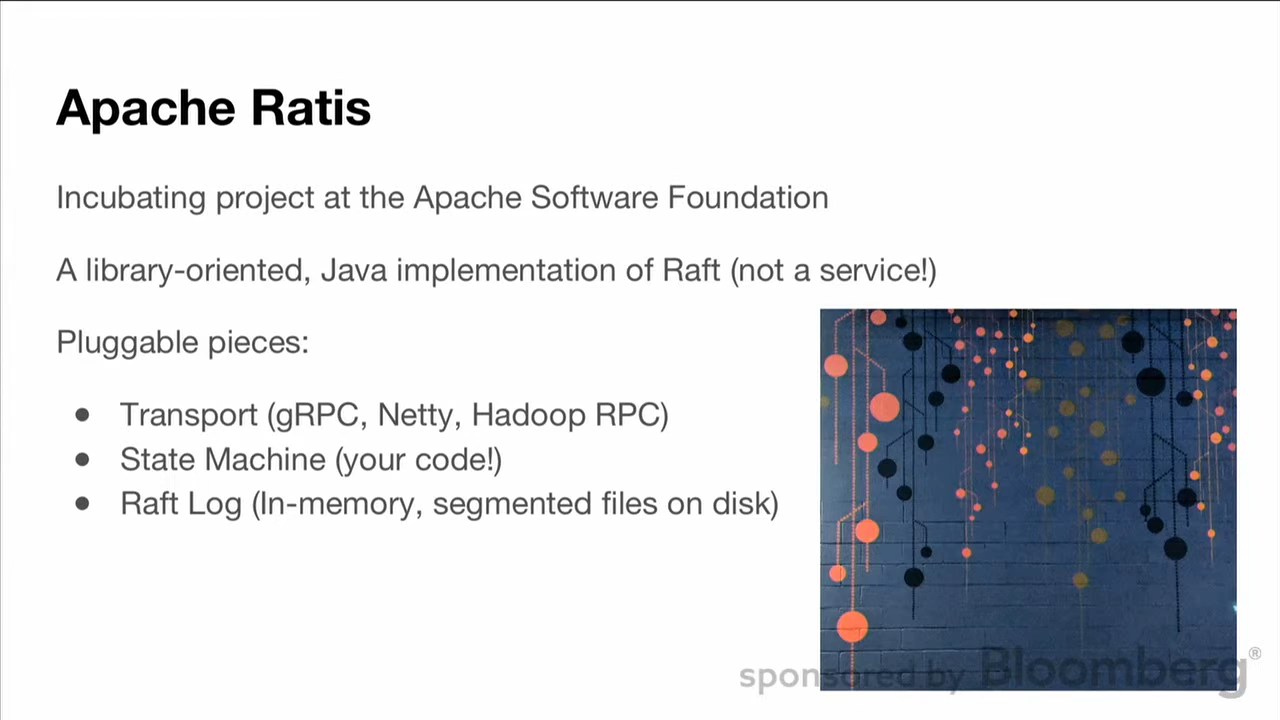 Apache Ratis
Incubating project at the Apache Software Foundation
A library-oriented, Java implementation of Raft (not a service!)
Pluggable pieces:
● Transport (gRPC, Netty, Hadoop RPC)
● State Machine (your code!)
● Raft Log (In-memory, segmented files on disk)
sponsored by Bloomberg®